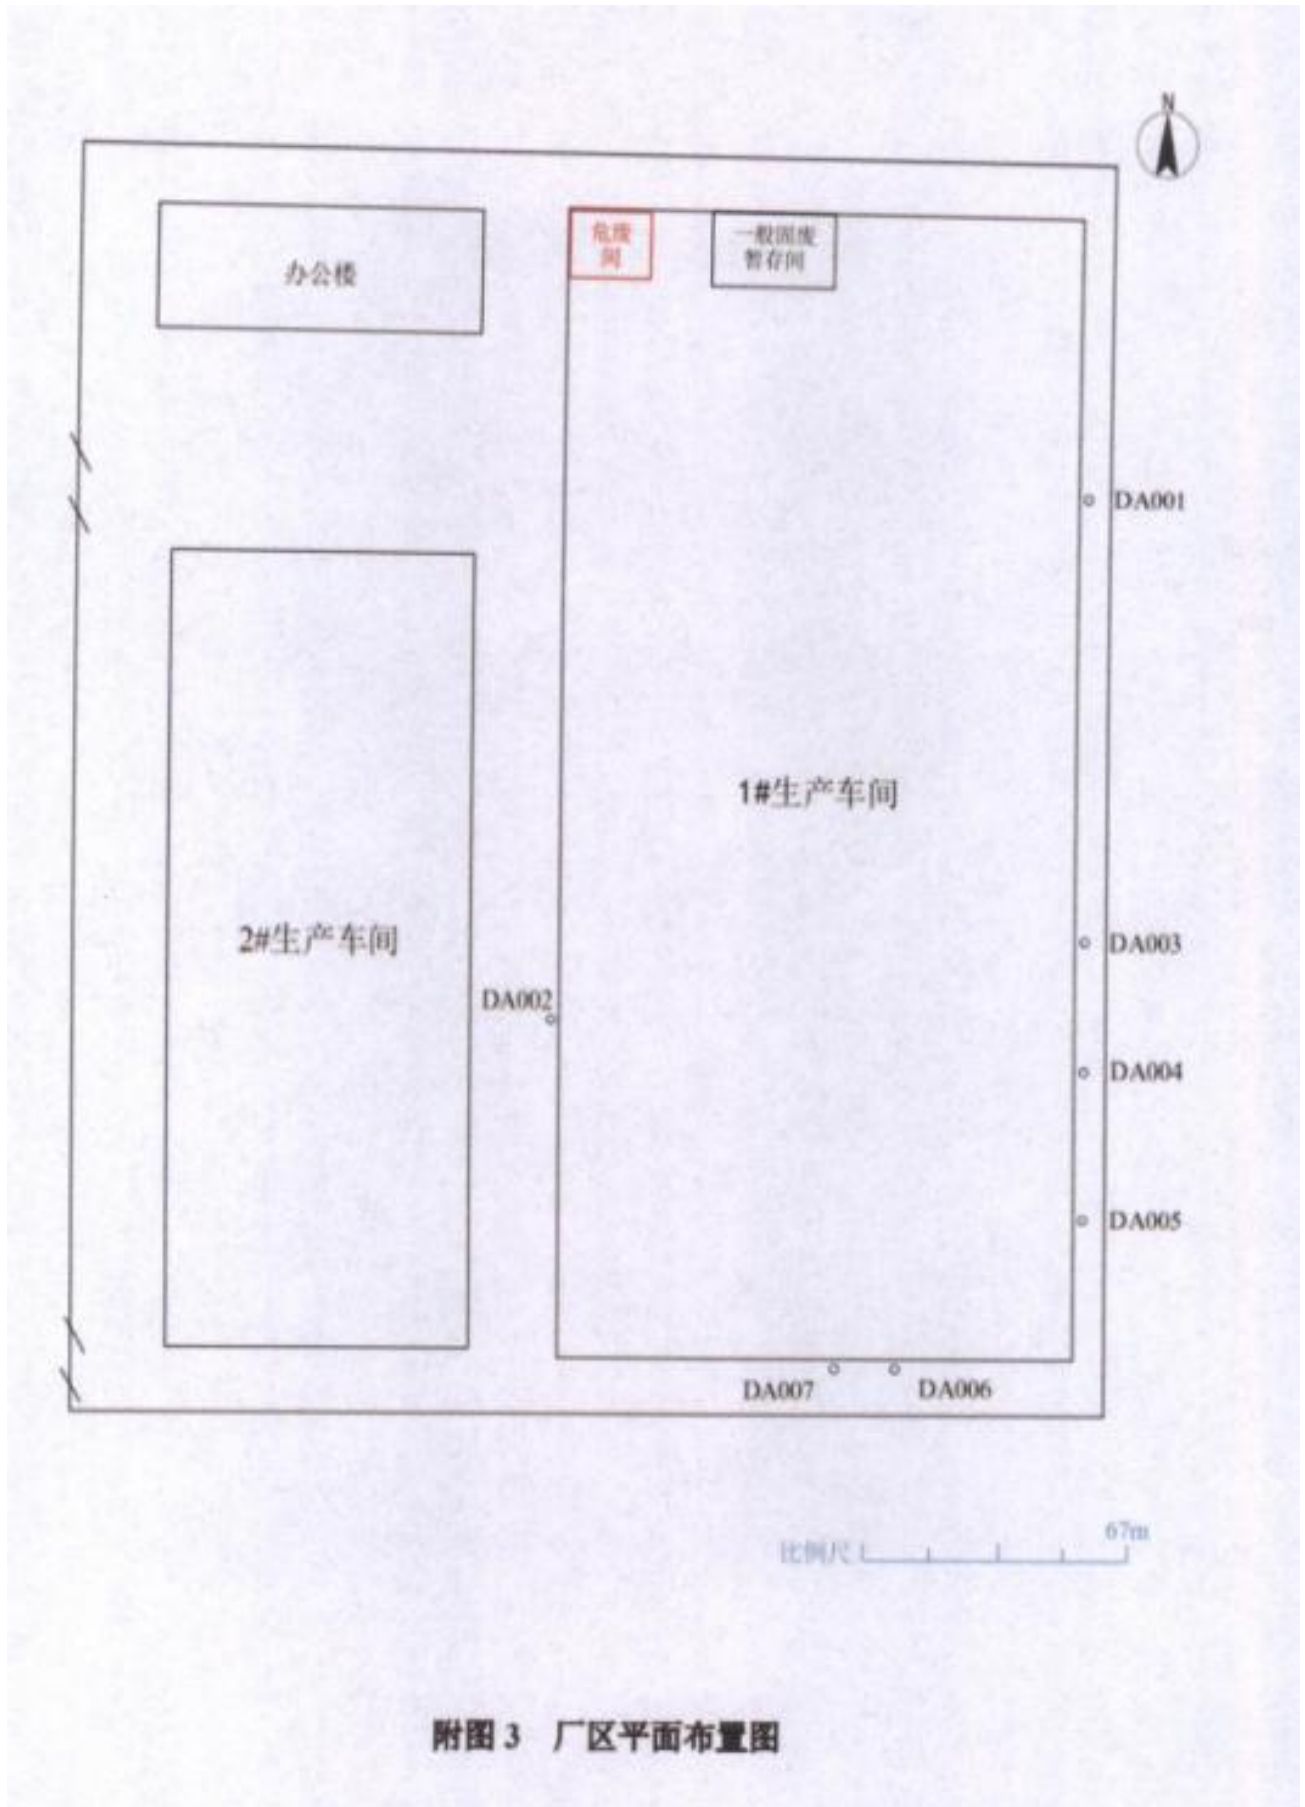 N
办公楼
危废
间
一般固废
暂存间
DA001
1#生产车间
2#生产车间
DA003
DA002
DA004
DA005
DA007
DA006
67m
比例尺
附图 3 厂区平面布置图